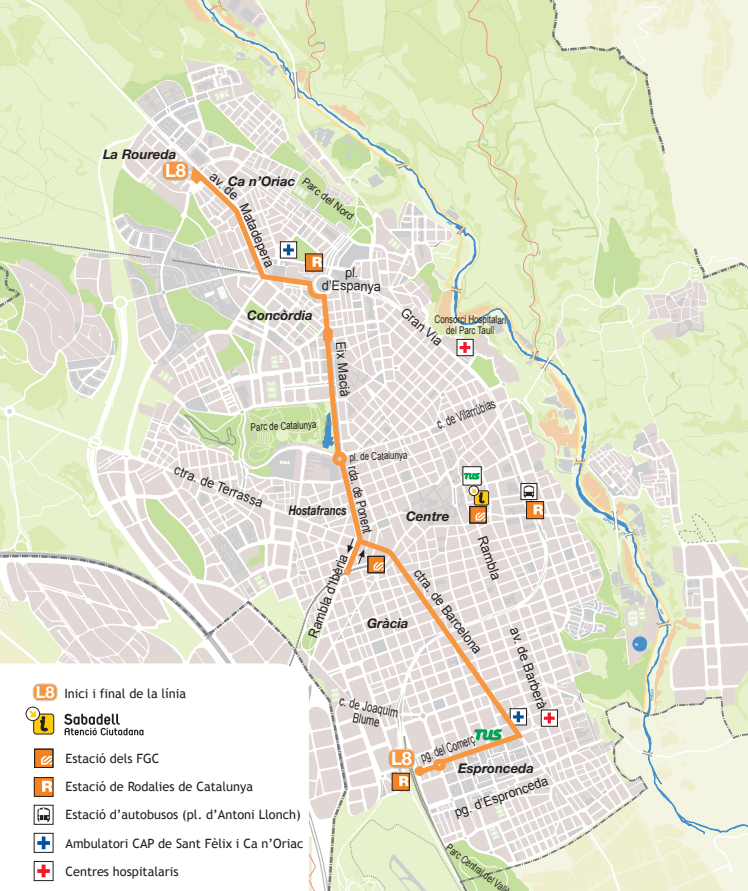 La Roureda
L8
Ca n'Oriac
av. de Matadepera
Parc del Nord
R
pl.
d'Espanya
Concòrdia
Gran Via
Consorci Hospitalari
del Parc Taulí
Eix Macià
c. de Vilarrúbias
Parc de Catalunya
pl. de Catalunya
ctra. de Terrassa
rda. de Ponent
TUS
i
R
Hostafrancs
Centre
Rambla
Rambla d'Ibèria
ctra. de Barcelona
Gràcia
av. de Barberà
c. de Joaquim
Blume
TUS
pg. del Comerç
L8
R
Espronceda
pg. d'Espronceda
Parc Central del Vallè
L8 Inici i final de la línia
i Sabadell
Atenció Ciutadana
Estació dels FGC
R Estació de Rodalies de Catalunya
Estació d'autobusos (pl. d'Antoni Llonch)
Ambulatori CAP de Sant Fèlix i Ca n'Oriac
Centres hospitalaris